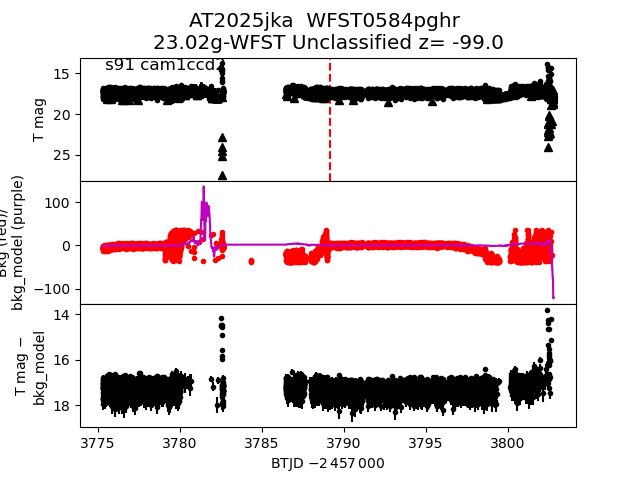 AT2025jka WFST0584pghr
23.02g-WFST Unclassified z= -99.0
s91 cam1ccd2
15
20
25
T mag
100
0
−100
Bkg (red)/
bkg_model (purple)
14
16
18
T mag −
bkg_model
3775 3780 3785 3790 3795 3800
BTJD −2 457 000